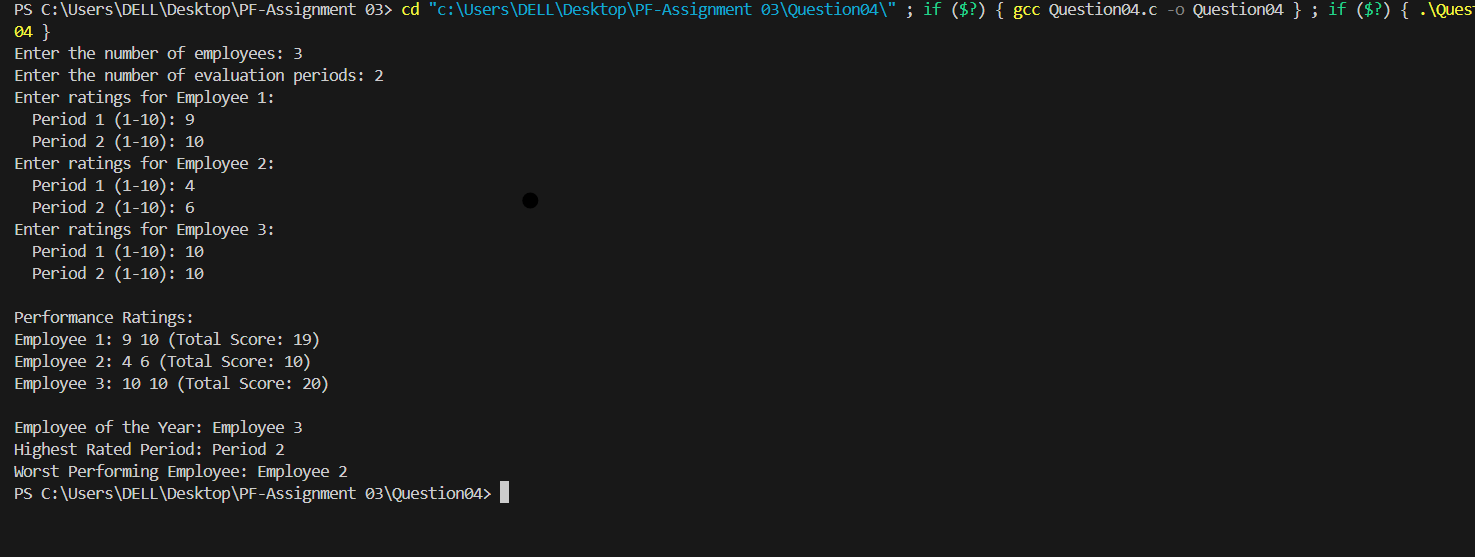 PS C:\Users\DELL\Desktop\PF-Assignment 03> cd "c:\Users\DELL\Desktop\PF-Assignment 03\Question04\" ; if ($?) { gcc Question04.c -o Question04 } ; if ($?) { .\Quest
04 }
Enter the number of employees: 3
Enter the number of evaluation periods: 2
Enter ratings for Employee 1:
  Period 1 (1-10): 9
  Period 2 (1-10): 10
Enter ratings for Employee 2:
  Period 1 (1-10): 4
  Period 2 (1-10): 6
Enter ratings for Employee 3:
  Period 1 (1-10): 10
  Period 2 (1-10): 10

Performance Ratings:
Employee 1: 9 10 (Total Score: 19)
Employee 2: 4 6 (Total Score: 10)
Employee 3: 10 10 (Total Score: 20)

Employee of the Year: Employee 3
Highest Rated Period: Period 2
Worst Performing Employee: Employee 2
PS C:\Users\DELL\Desktop\PF-Assignment 03\Question04>